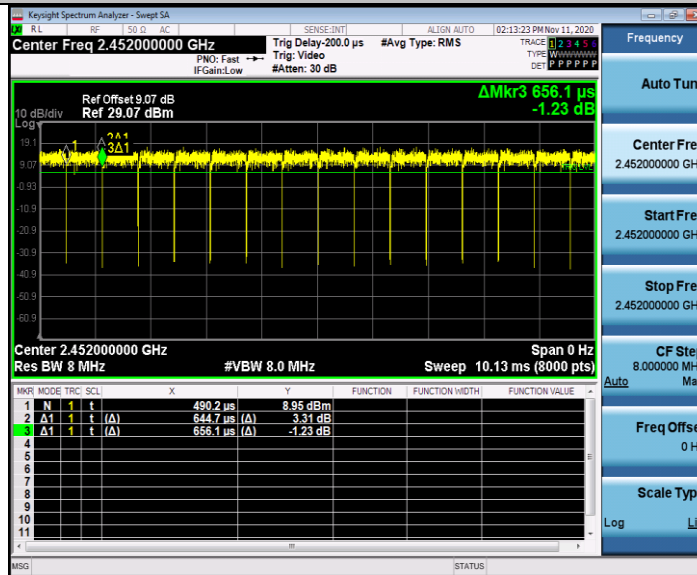 Keysight Spectrum Analyzer - Swept SA
RL RF 50 Ω AC SENSE:INT ALIGN AUTO 02:13:23 PM Nov 11, 2020
Center Freq 2.452000000 GHz
PNO: Fast
IFGain:Low
Trig Delay-200.0 µs
Trig: Video
#Atten: 30 dB
#Avg Type: RMS
TRACE 1 2 3 4 5 6
TYPE WWWWWW
DET P P P P P P
10 dB/div
Log
Ref Offset 9.07 dB
Ref 29.07 dBm
ΔMkr3 656.1 µs
-1.23 dB
19.1
9.07
-0.93
-10.9
-20.9
-30.9
-40.9
-50.9
-60.9
1
2Δ1
3Δ1
Center 2.452000000 GHz
Span 0 Hz
Res BW 8 MHz
#VBW 8.0 MHz
Sweep 10.13 ms (8000 pts)
MKR MODE TRC SCL X Y FUNCTION FUNCTION WIDTH FUNCTION VALUE
1 N 1 t 490.2 µs 8.95 dBm
2 Δ1 1 t (Δ) 644.7 µs (Δ) 3.31 dB
3 Δ1 1 t (Δ) 656.1 µs (Δ) -1.23 dB
4
5
6
7
8
9
10
11
MSG
STATUS
Frequency
Auto Tun
Center Fre
2.452000000 GH
Start Fre
2.452000000 GH
Stop Fre
2.452000000 GH
CF Ste
8.000000 MH
Auto Ma
Freq Offse
0 H
Scale Typ
Log Li